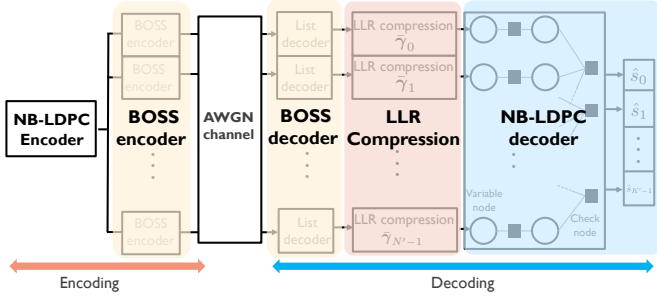 BOSS
encoder
BOSS
encoder
BOSS
encoder
NB-LDPC
Encoder
BOSS
encoder
AWGN
channel
List
decoder
List
decoder
List
decoder
BOSS
decoder
LLR compression
γ̄₀
LLR compression
γ̄₁
LLR compression
γ̄_{N'−1}
LLR
Compression
NB-LDPC
decoder
Variable
node
Check
node
ŝ₀
ŝ₁
ŝ_{K'−1}
Encoding
Decoding